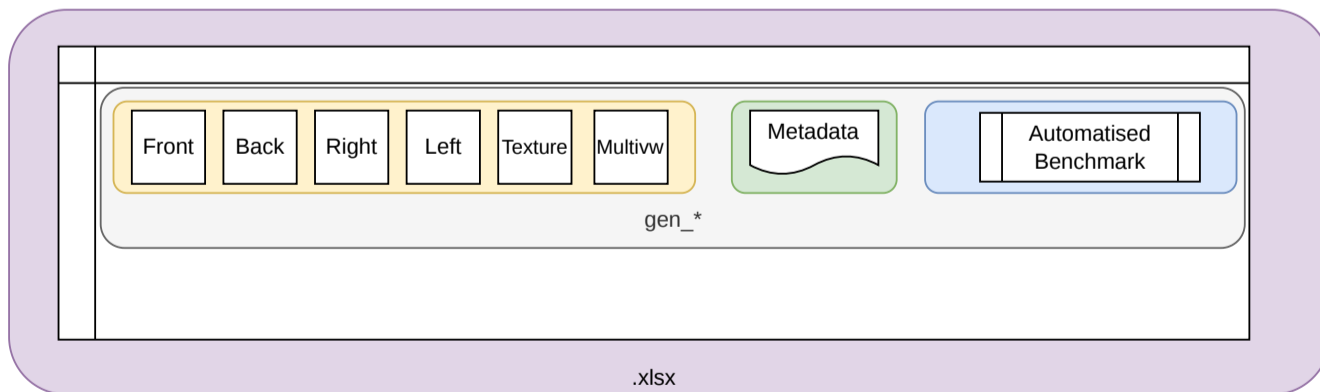 Front
Back
Right
Left
Texture
Multivw
Metadata
Automatised
Benchmark
gen_*
.xlsx